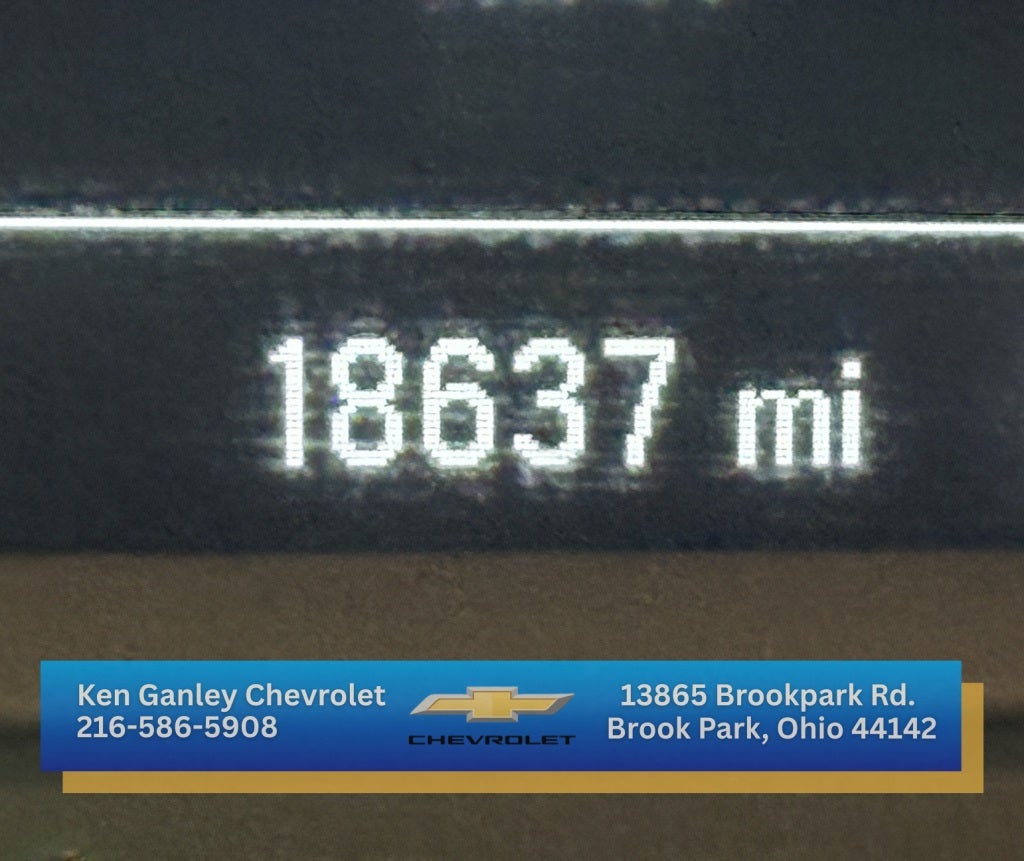 18637 mi
Ken Ganley Chevrolet
216-586-5908
CHEVROLET
13865 Brookpark Rd.
Brook Park, Ohio 44142